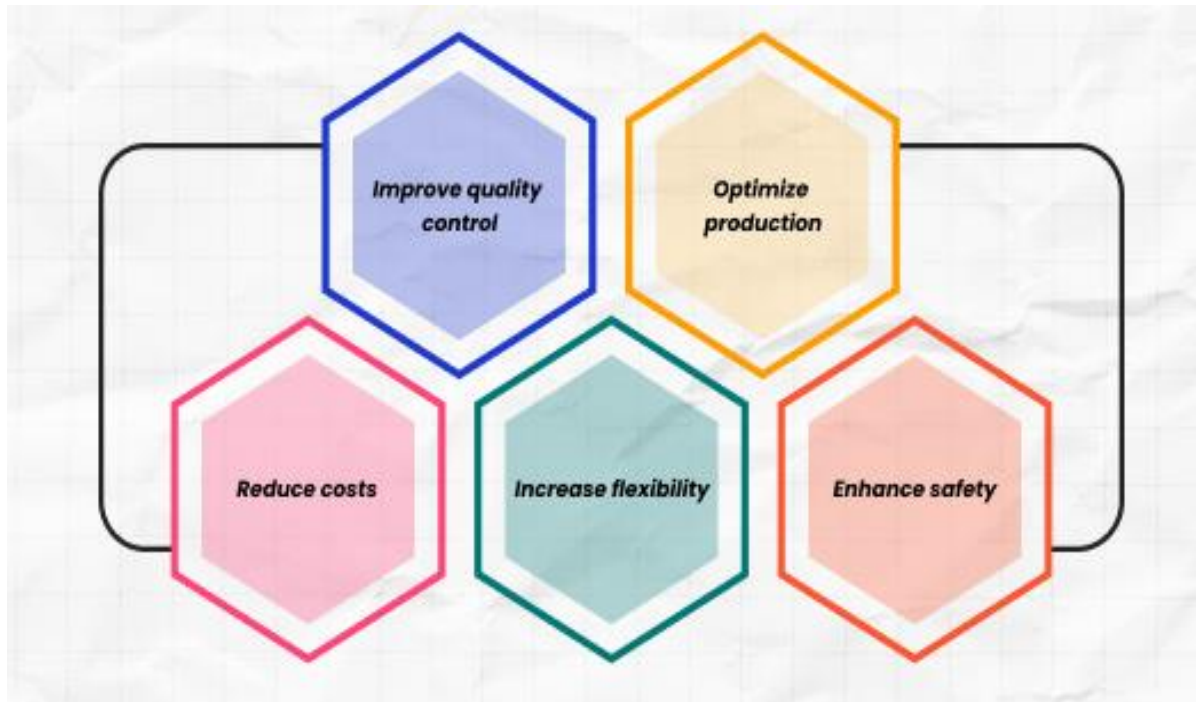 Improve quality
control
Optimize
production
Reduce costs
Increase flexibility
Enhance safety